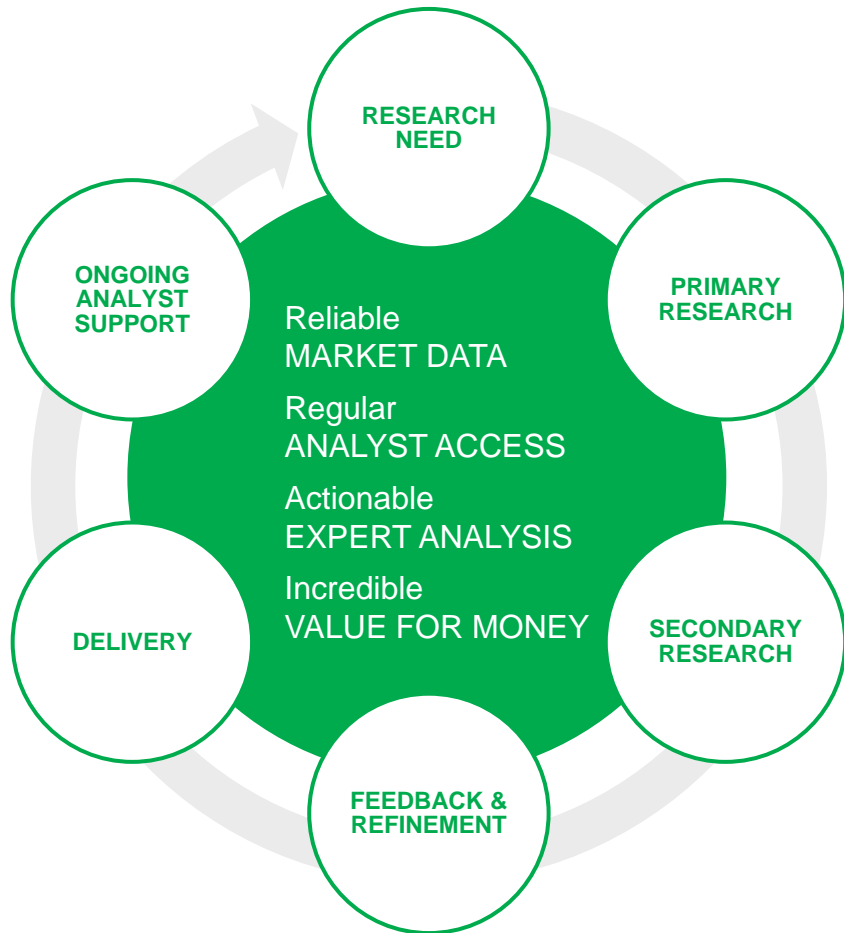 RESEARCH
NEED
PRIMARY
RESEARCH
SECONDARY
RESEARCH
FEEDBACK &
REFINEMENT
DELIVERY
ONGOING
ANALYST
SUPPORT
Reliable
MARKET DATA
Regular
ANALYST ACCESS
Actionable
EXPERT ANALYSIS
Incredible
VALUE FOR MONEY